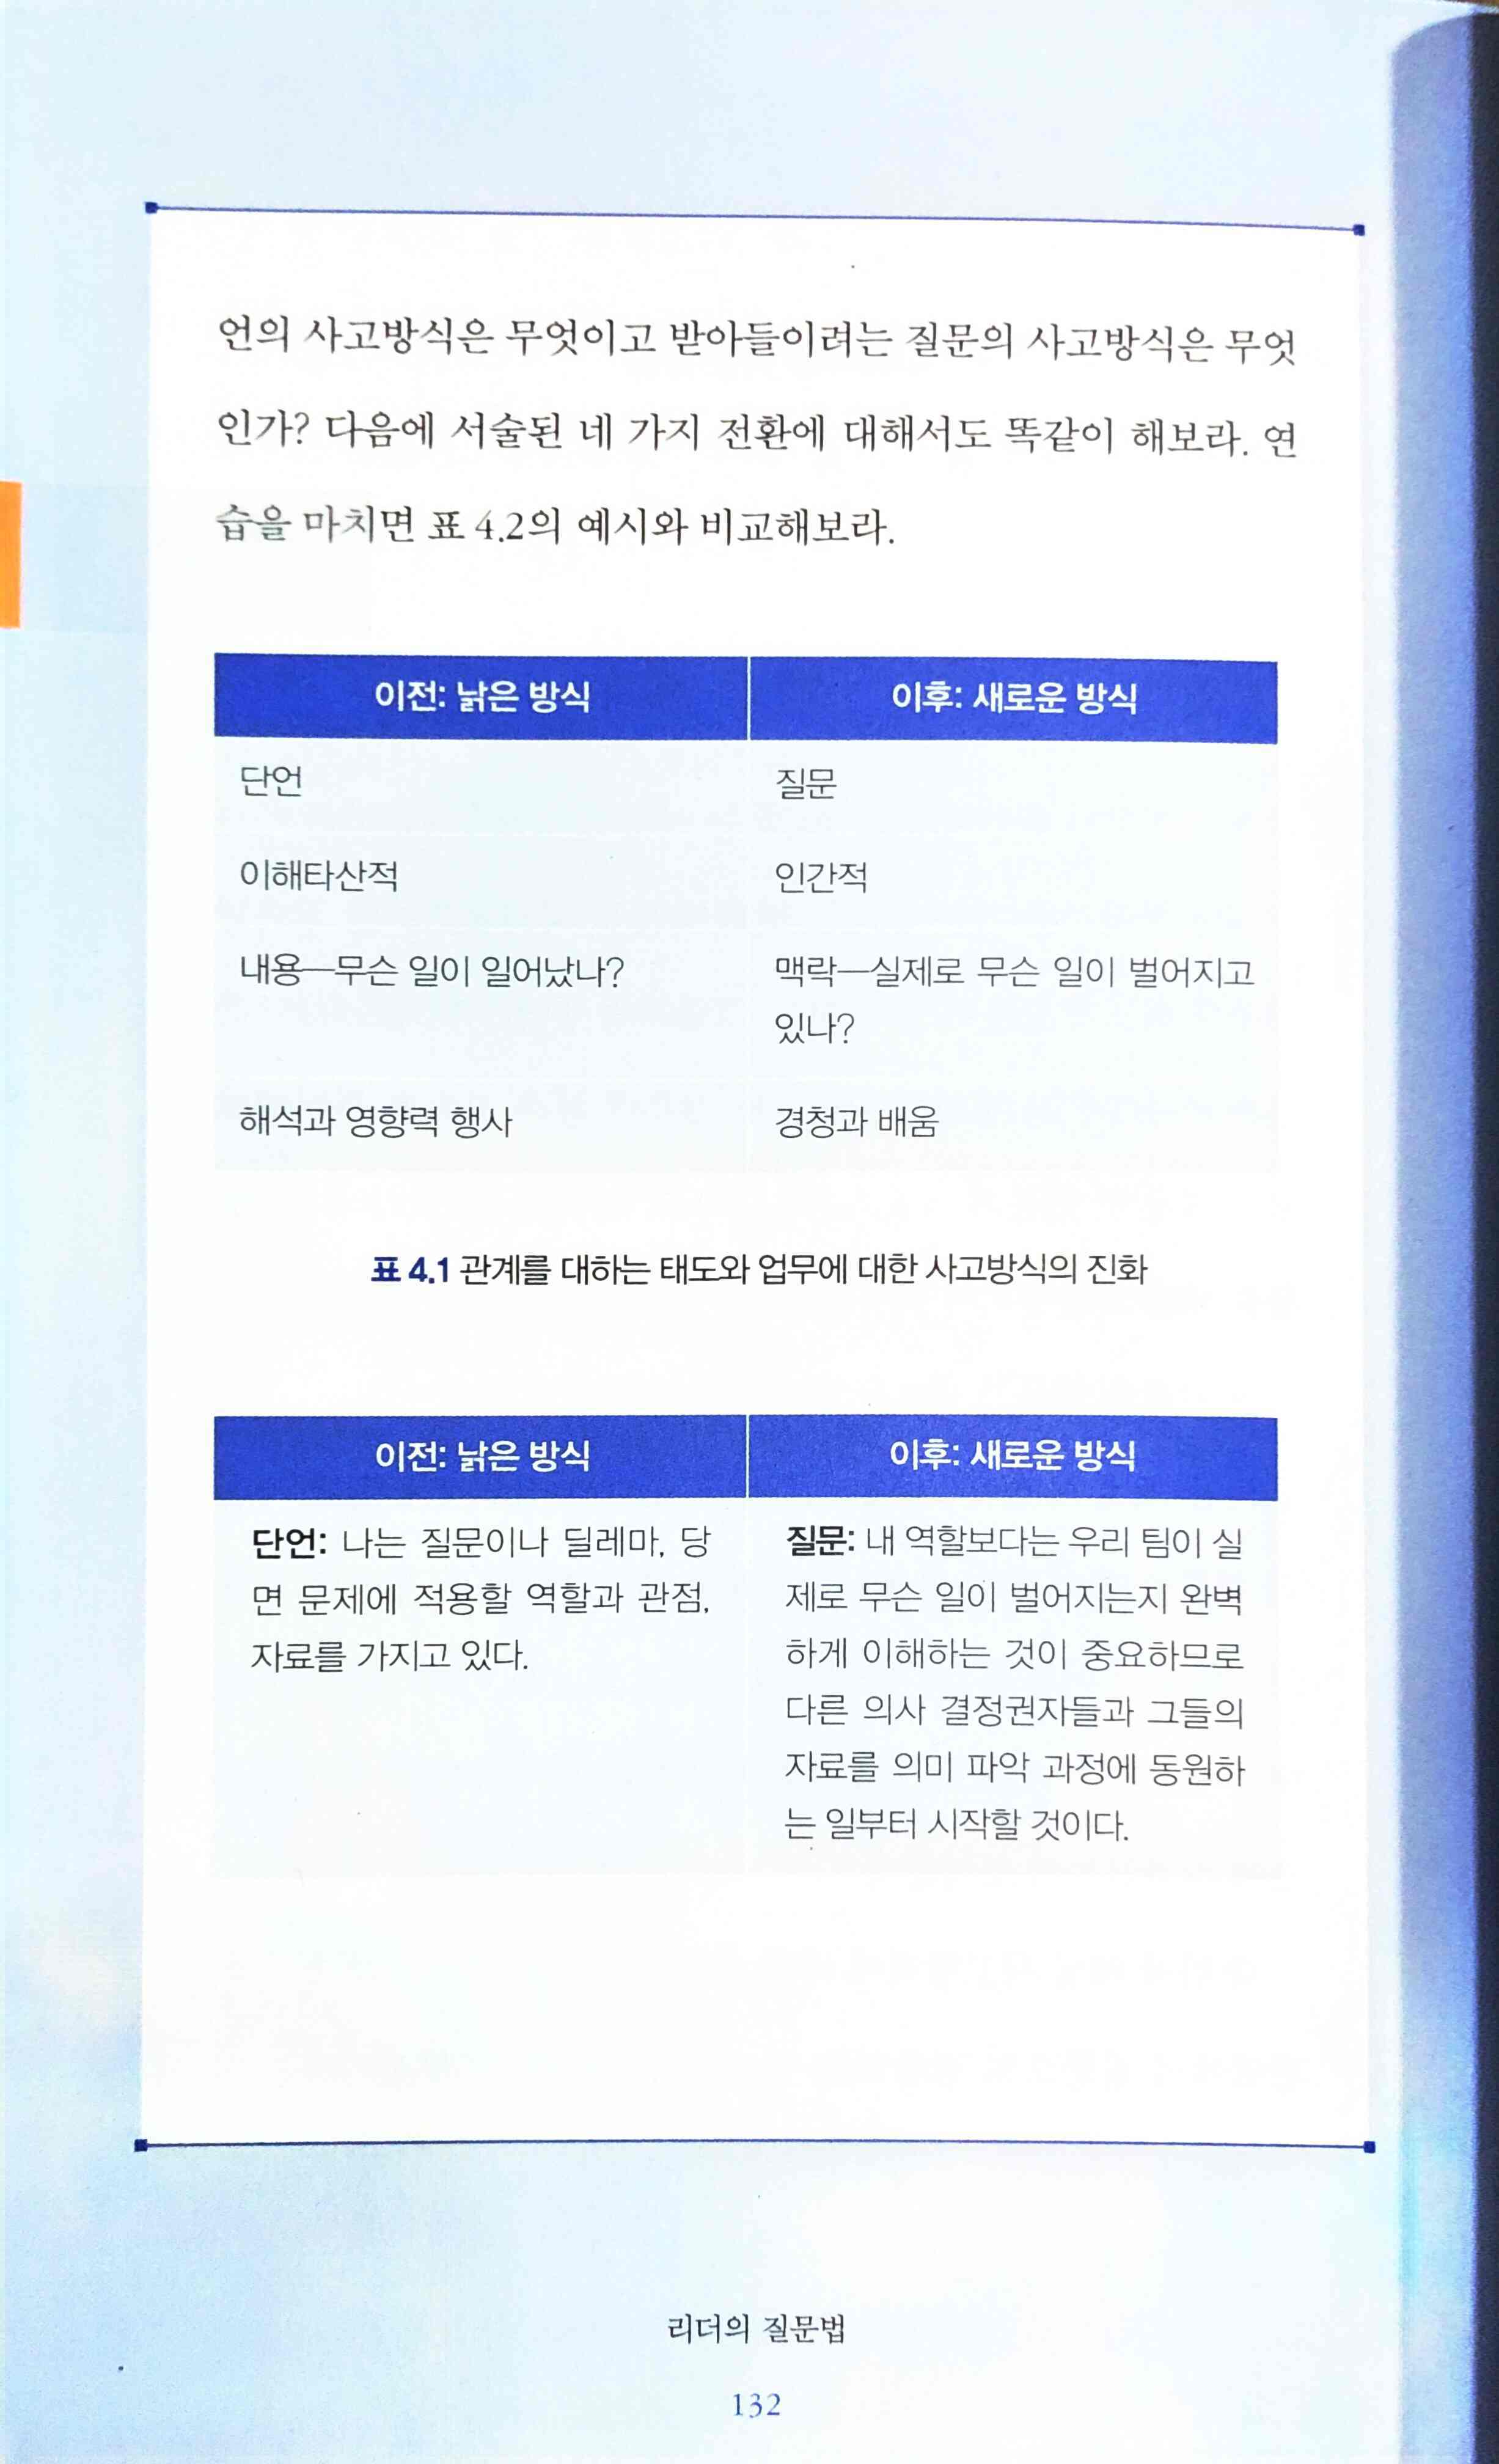 언의 사고방식은 무엇이고 받아들이려는 질문의 사고방식은 무엇
인가? 다음에 서술된 네 가지 전환에 대해서도 똑같이 해보라. 연
습을 마치면 표 4.2의 예시와 비교해보라.
이전: 낡은 방식 이후: 새로운 방식
단언 질문
이해타산적 인간적
내용—무슨 일이 일어났나? 맥락—실제로 무슨 일이 벌어지고
있나?
해석과 영향력 행사 경청과 배움
표 4.1 관계를 대하는 태도와 업무에 대한 사고방식의 진화
이전: 낡은 방식 이후: 새로운 방식
단언: 나는 질문이나 딜레마, 당
면 문제에 적용할 역할과 관점,
자료를 가지고 있다.
질문: 내 역할보다는 우리 팀이 실
제로 무슨 일이 벌어지는지 완벽
하게 이해하는 것이 중요하므로
다른 의사 결정권자들과 그들의
자료를 의미 파악 과정에 동원하
는 일부터 시작할 것이다.
리더의 질문법
132